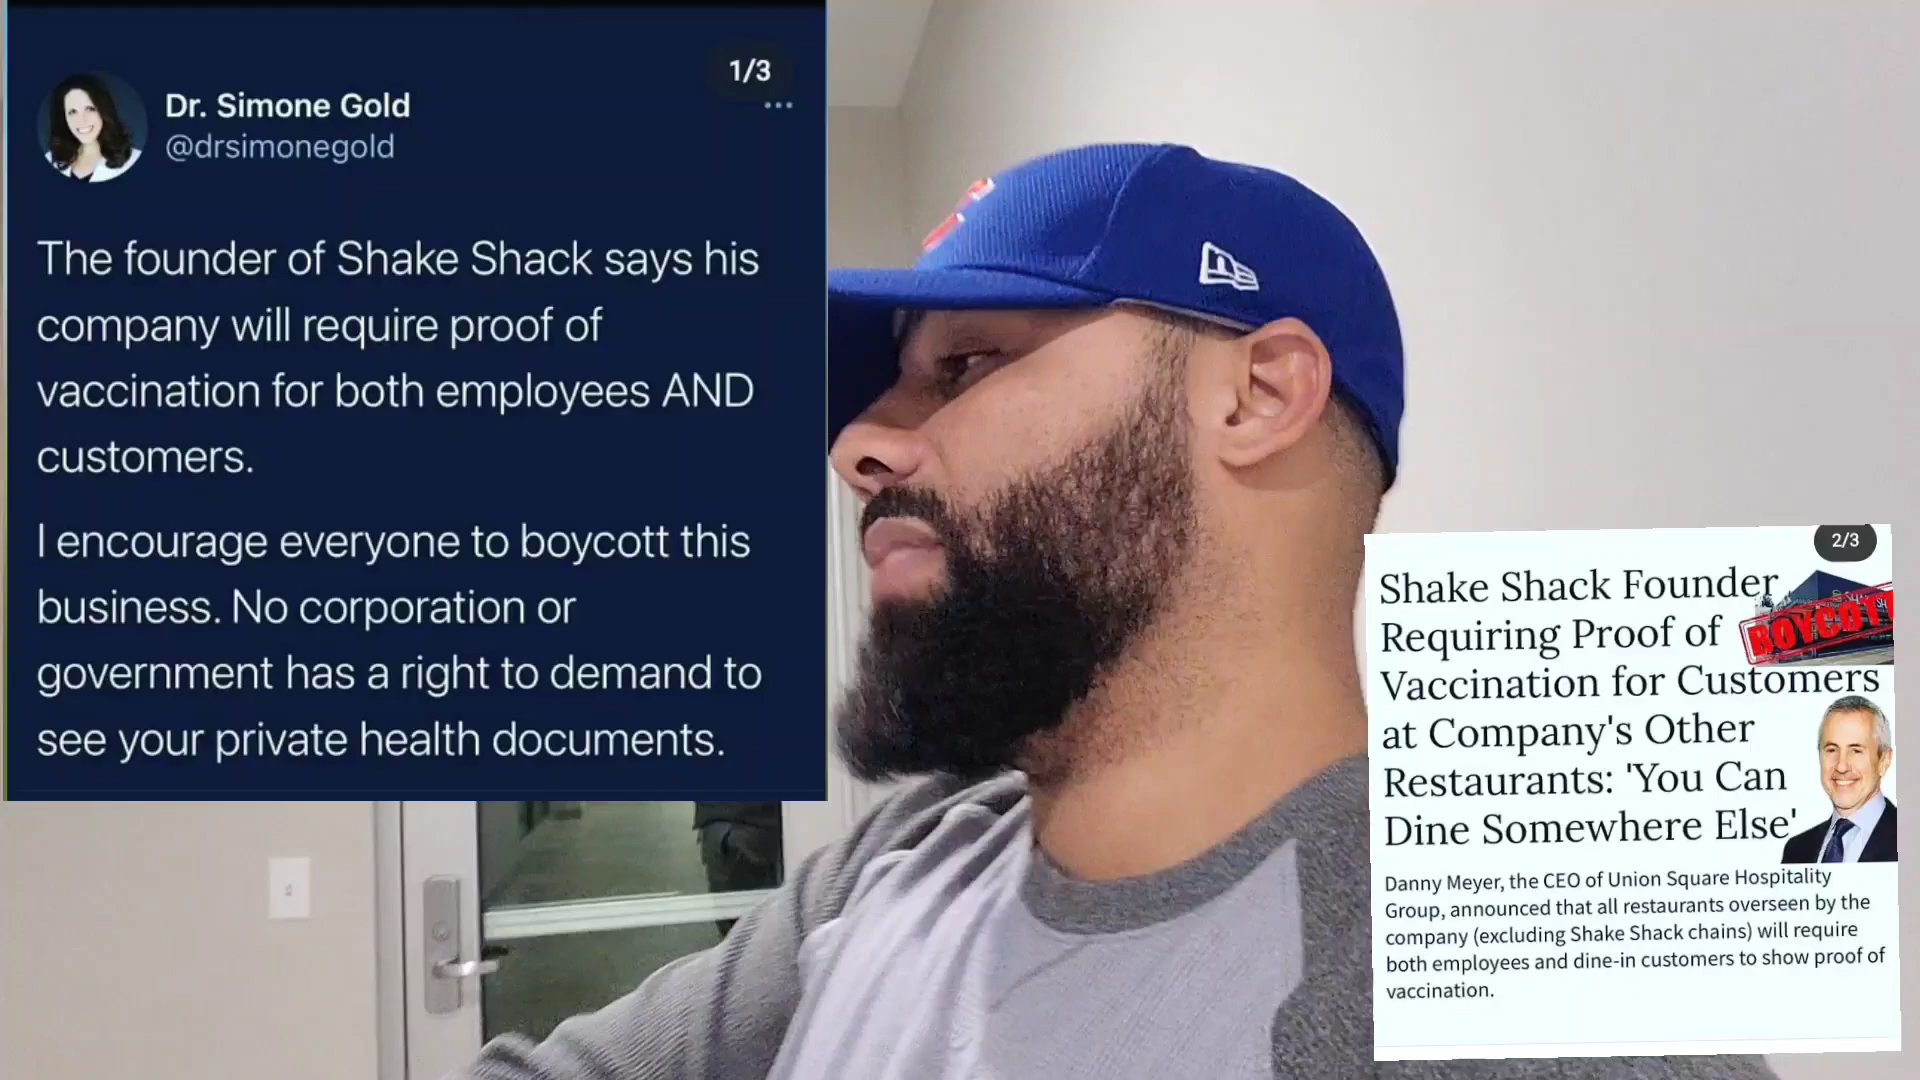 1/3
Dr. Simone Gold
@drsimonegold
The founder of Shake Shack says his
company will require proof of
vaccination for both employees AND
customers.
I encourage everyone to boycott this
business. No corporation or
government has a right to demand to
see your private health documents.
2/3
Shake Shack Founder
Requiring Proof of
BOYCOTT
Vaccination for Customers
at Company's Other
Restaurants: 'You Can
Dine Somewhere Else'
Danny Meyer, the CEO of Union Square Hospitality
Group, announced that all restaurants overseen by the
company (excluding Shake Shack chains) will require
both employees and dine-in customers to show proof of
vaccination.